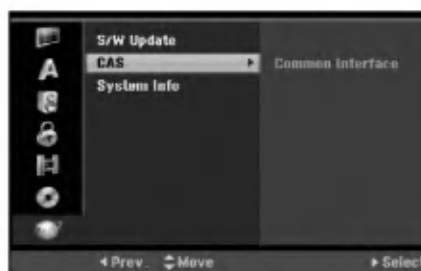 S/W Update
CAS
Common Interface
System Info
Prev. Move Select